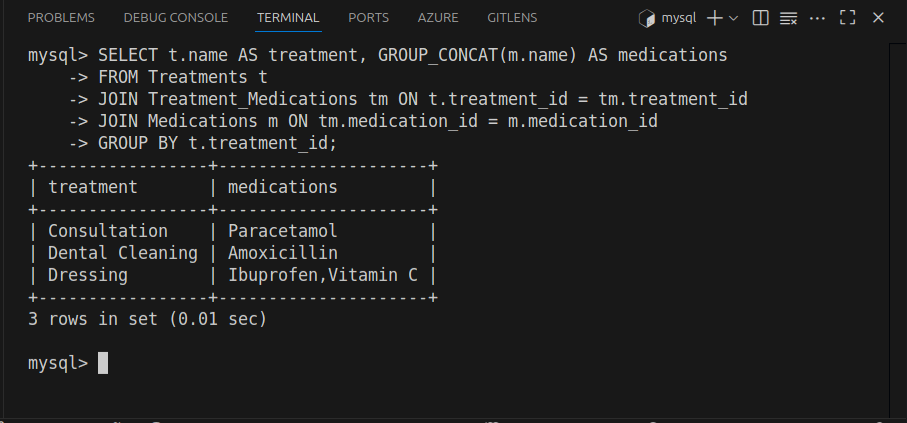 PROBLEMS DEBUG CONSOLE TERMINAL PORTS AZURE GITLENS mysql
mysql> SELECT t.name AS treatment, GROUP_CONCAT(m.name) AS medications
    -> FROM Treatments t
    -> JOIN Treatment_Medications tm ON t.treatment_id = tm.treatment_id
    -> JOIN Medications m ON tm.medication_id = m.medication_id
    -> GROUP BY t.treatment_id;
+-----------------+---------------------+
| treatment       | medications         |
+-----------------+---------------------+
| Consultation    | Paracetamol         |
| Dental Cleaning | Amoxicillin         |
| Dressing        | Ibuprofen,Vitamin C |
+-----------------+---------------------+
3 rows in set (0.01 sec)
mysql>